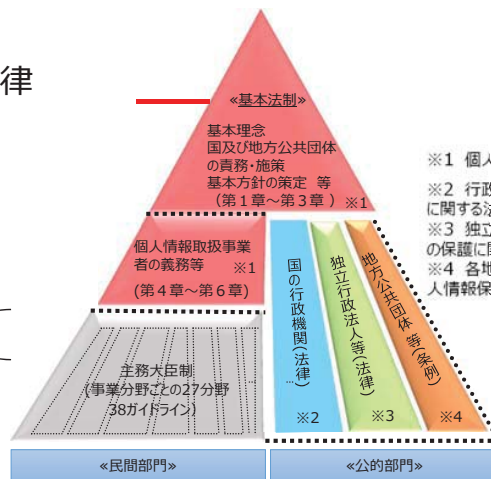 律
«基本法制»
基本理念
国及び地方公共団体
の責務・施策
基本方針の策定 等
(第1章～第3章) ※1
※1 個人
※2 行政
に関する法
※3 独立
の保護に関
※4 各地
人情報保
個人情報取扱事業
者の義務等 ※1
(第4章～第6章)
主務大臣制
(事業分野ごとの27分野
38ガイドライン)
国の行政機関(法律)
※2
独立行政法人等(法律)
※3
地方公共団体 等(条例)
※4
«民間部門»
«公的部門»